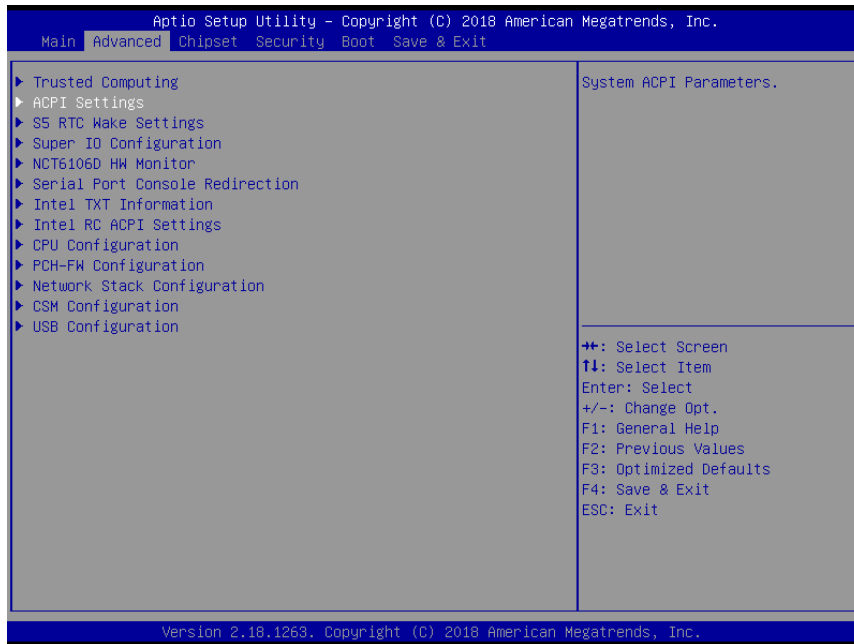 Aptio Setup Utility – Copyright (C) 2018 American Megatrends, Inc.
Main Advanced Chipset Security Boot Save & Exit
Trusted Computing
ACPI Settings
S5 RTC Wake Settings
Super IO Configuration
NCT6106D HW Monitor
Serial Port Console Redirection
Intel TXT Information
Intel RC ACPI Settings
CPU Configuration
PCH-FW Configuration
Network Stack Configuration
CSM Configuration
USB Configuration
System ACPI Parameters.
→←: Select Screen
↑↓: Select Item
Enter: Select
+/-: Change Opt.
F1: General Help
F2: Previous Values
F3: Optimized Defaults
F4: Save & Exit
ESC: Exit
Version 2.18.1263. Copyright (C) 2018 American Megatrends, Inc.